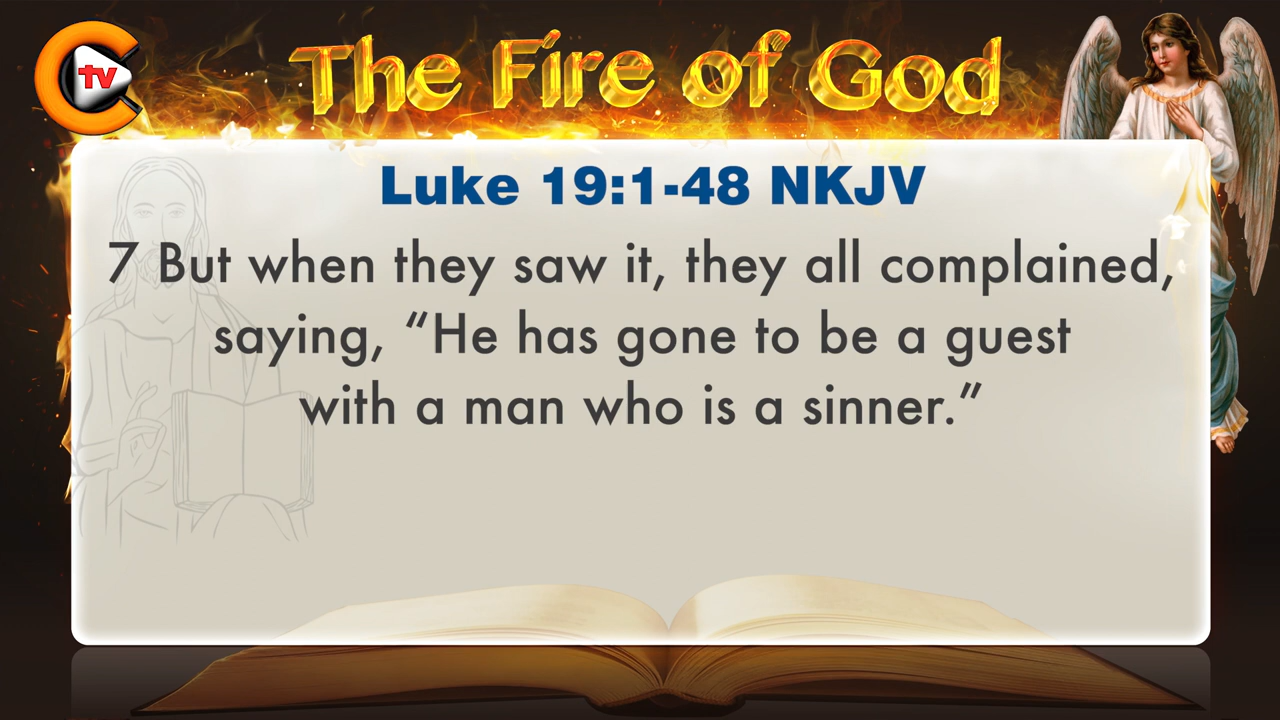 tv
The Fire of God
Luke 19:1-48 NKJV
7 But when they saw it, they all complained,
saying, “He has gone to be a guest
with a man who is a sinner.”